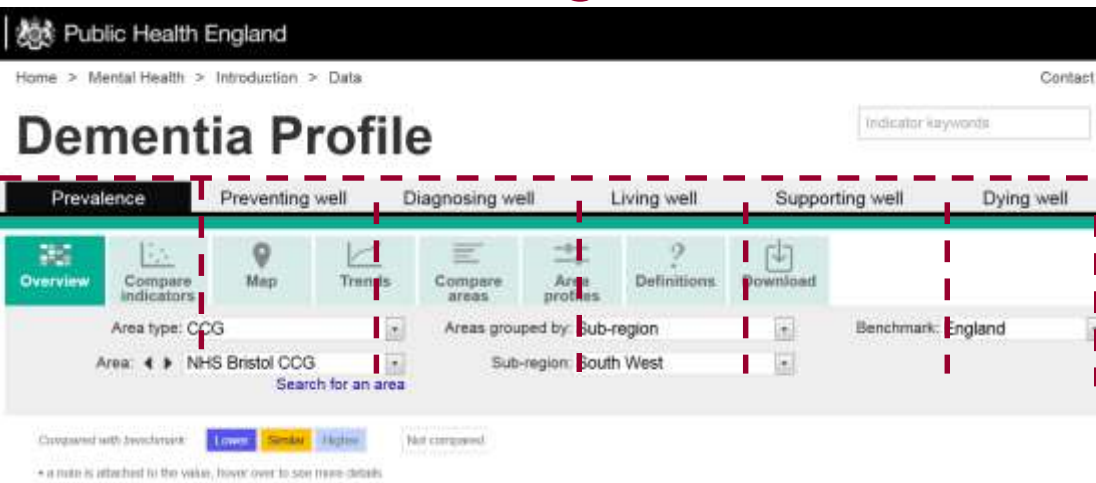 Public Health England
Home > Mental Health > Introduction > Data
Contact
Dementia Profile
Indicator keywords
Prevalence Preventing well Diagnosing well Living well Supporting well Dying well
Overview Compare indicators Map Trends Compare areas Area profiles Definitions Download
Area type: CCG Areas grouped by: Sub-region Benchmark: England
Area: NHS Bristol CCG Sub-region: South West
Search for an area
Compared with benchmark: Lower Similar Higher Not compared
* a note is attached to the value, hover over to see more details